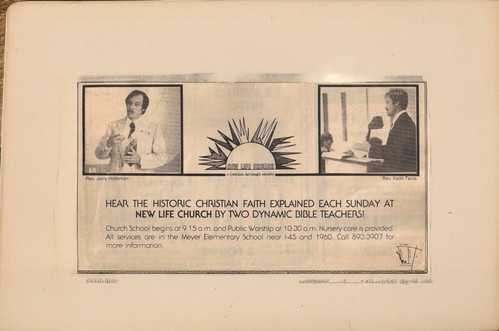 NEW LIFE CHURCH
A CHRISTIAN REFORMED MINISTRY
Rev. Jerry Holleman
Rev. Keith Tanis
HEAR THE HISTORIC CHRISTIAN FAITH EXPLAINED EACH SUNDAY AT
NEW LIFE CHURCH BY TWO DYNAMIC BIBLE TEACHERS!
Church School begins at 9:15 a.m. and Public Worship at 10:30 a.m. Nursery care is provided
All services are in the Meyer Elementary School near I-45 and 1960. Call 893-3907 for
more information.